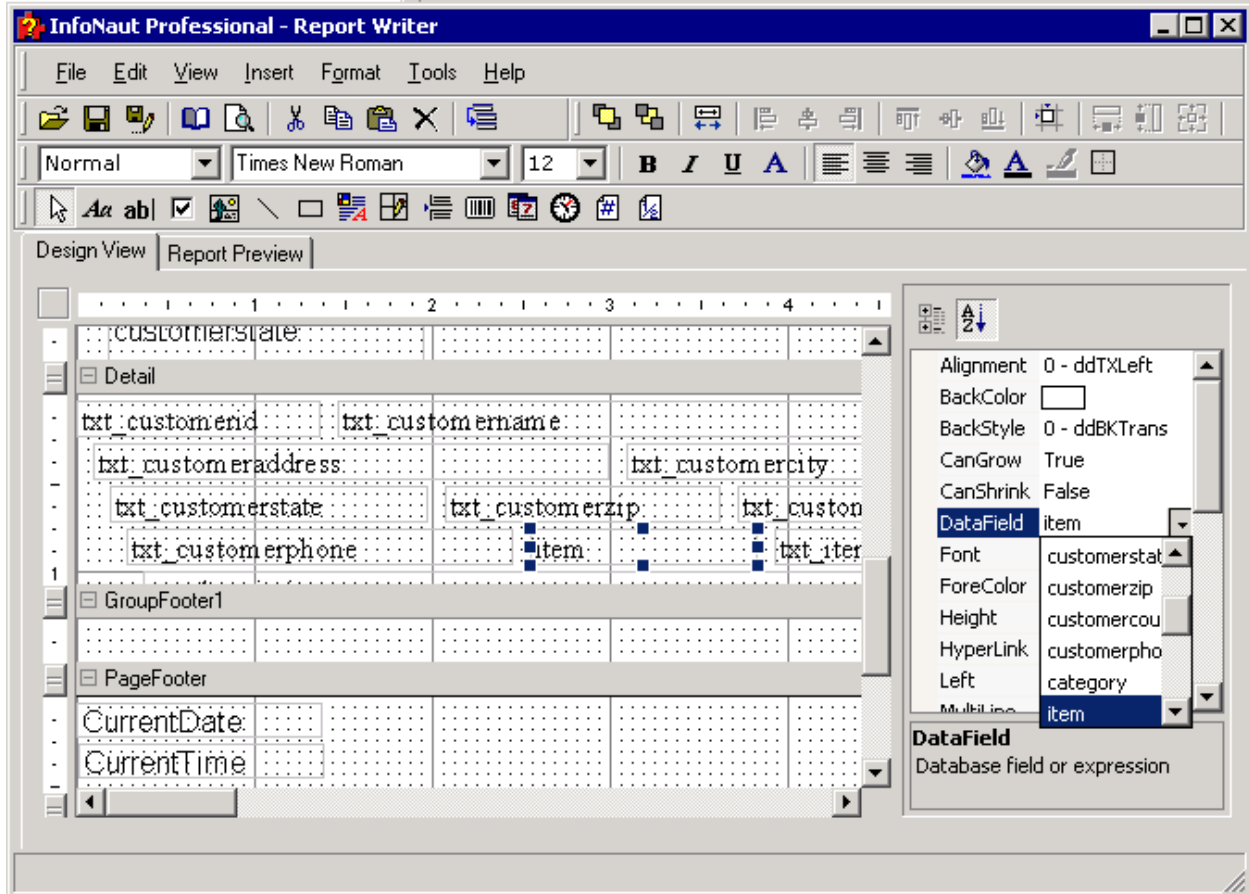 InfoNaut Professional - Report Writer
File Edit View Insert Format Tools Help
Normal Times New Roman 12 B I U A A
Aa ab|
Design View Report Preview
1 2 3 4
customerstate
Detail
txt_customerid txt_customername
txt_customeraddress txt_customercity
txt_customerstate txt_customerzip txt_custom
txt_customerphone item txt_iter
1
GroupFooter1
PageFooter
CurrentDate
CurrentTime
A
Z
Alignment 0 - ddTXLeft
BackColor
BackStyle 0 - ddBKTrans
CanGrow True
CanShrink False
DataField item
Font customerstat
ForeColor customerzip
Height customercou
HyperLink customerpho
Left category
MultiLine item
DataField
Database field or expression